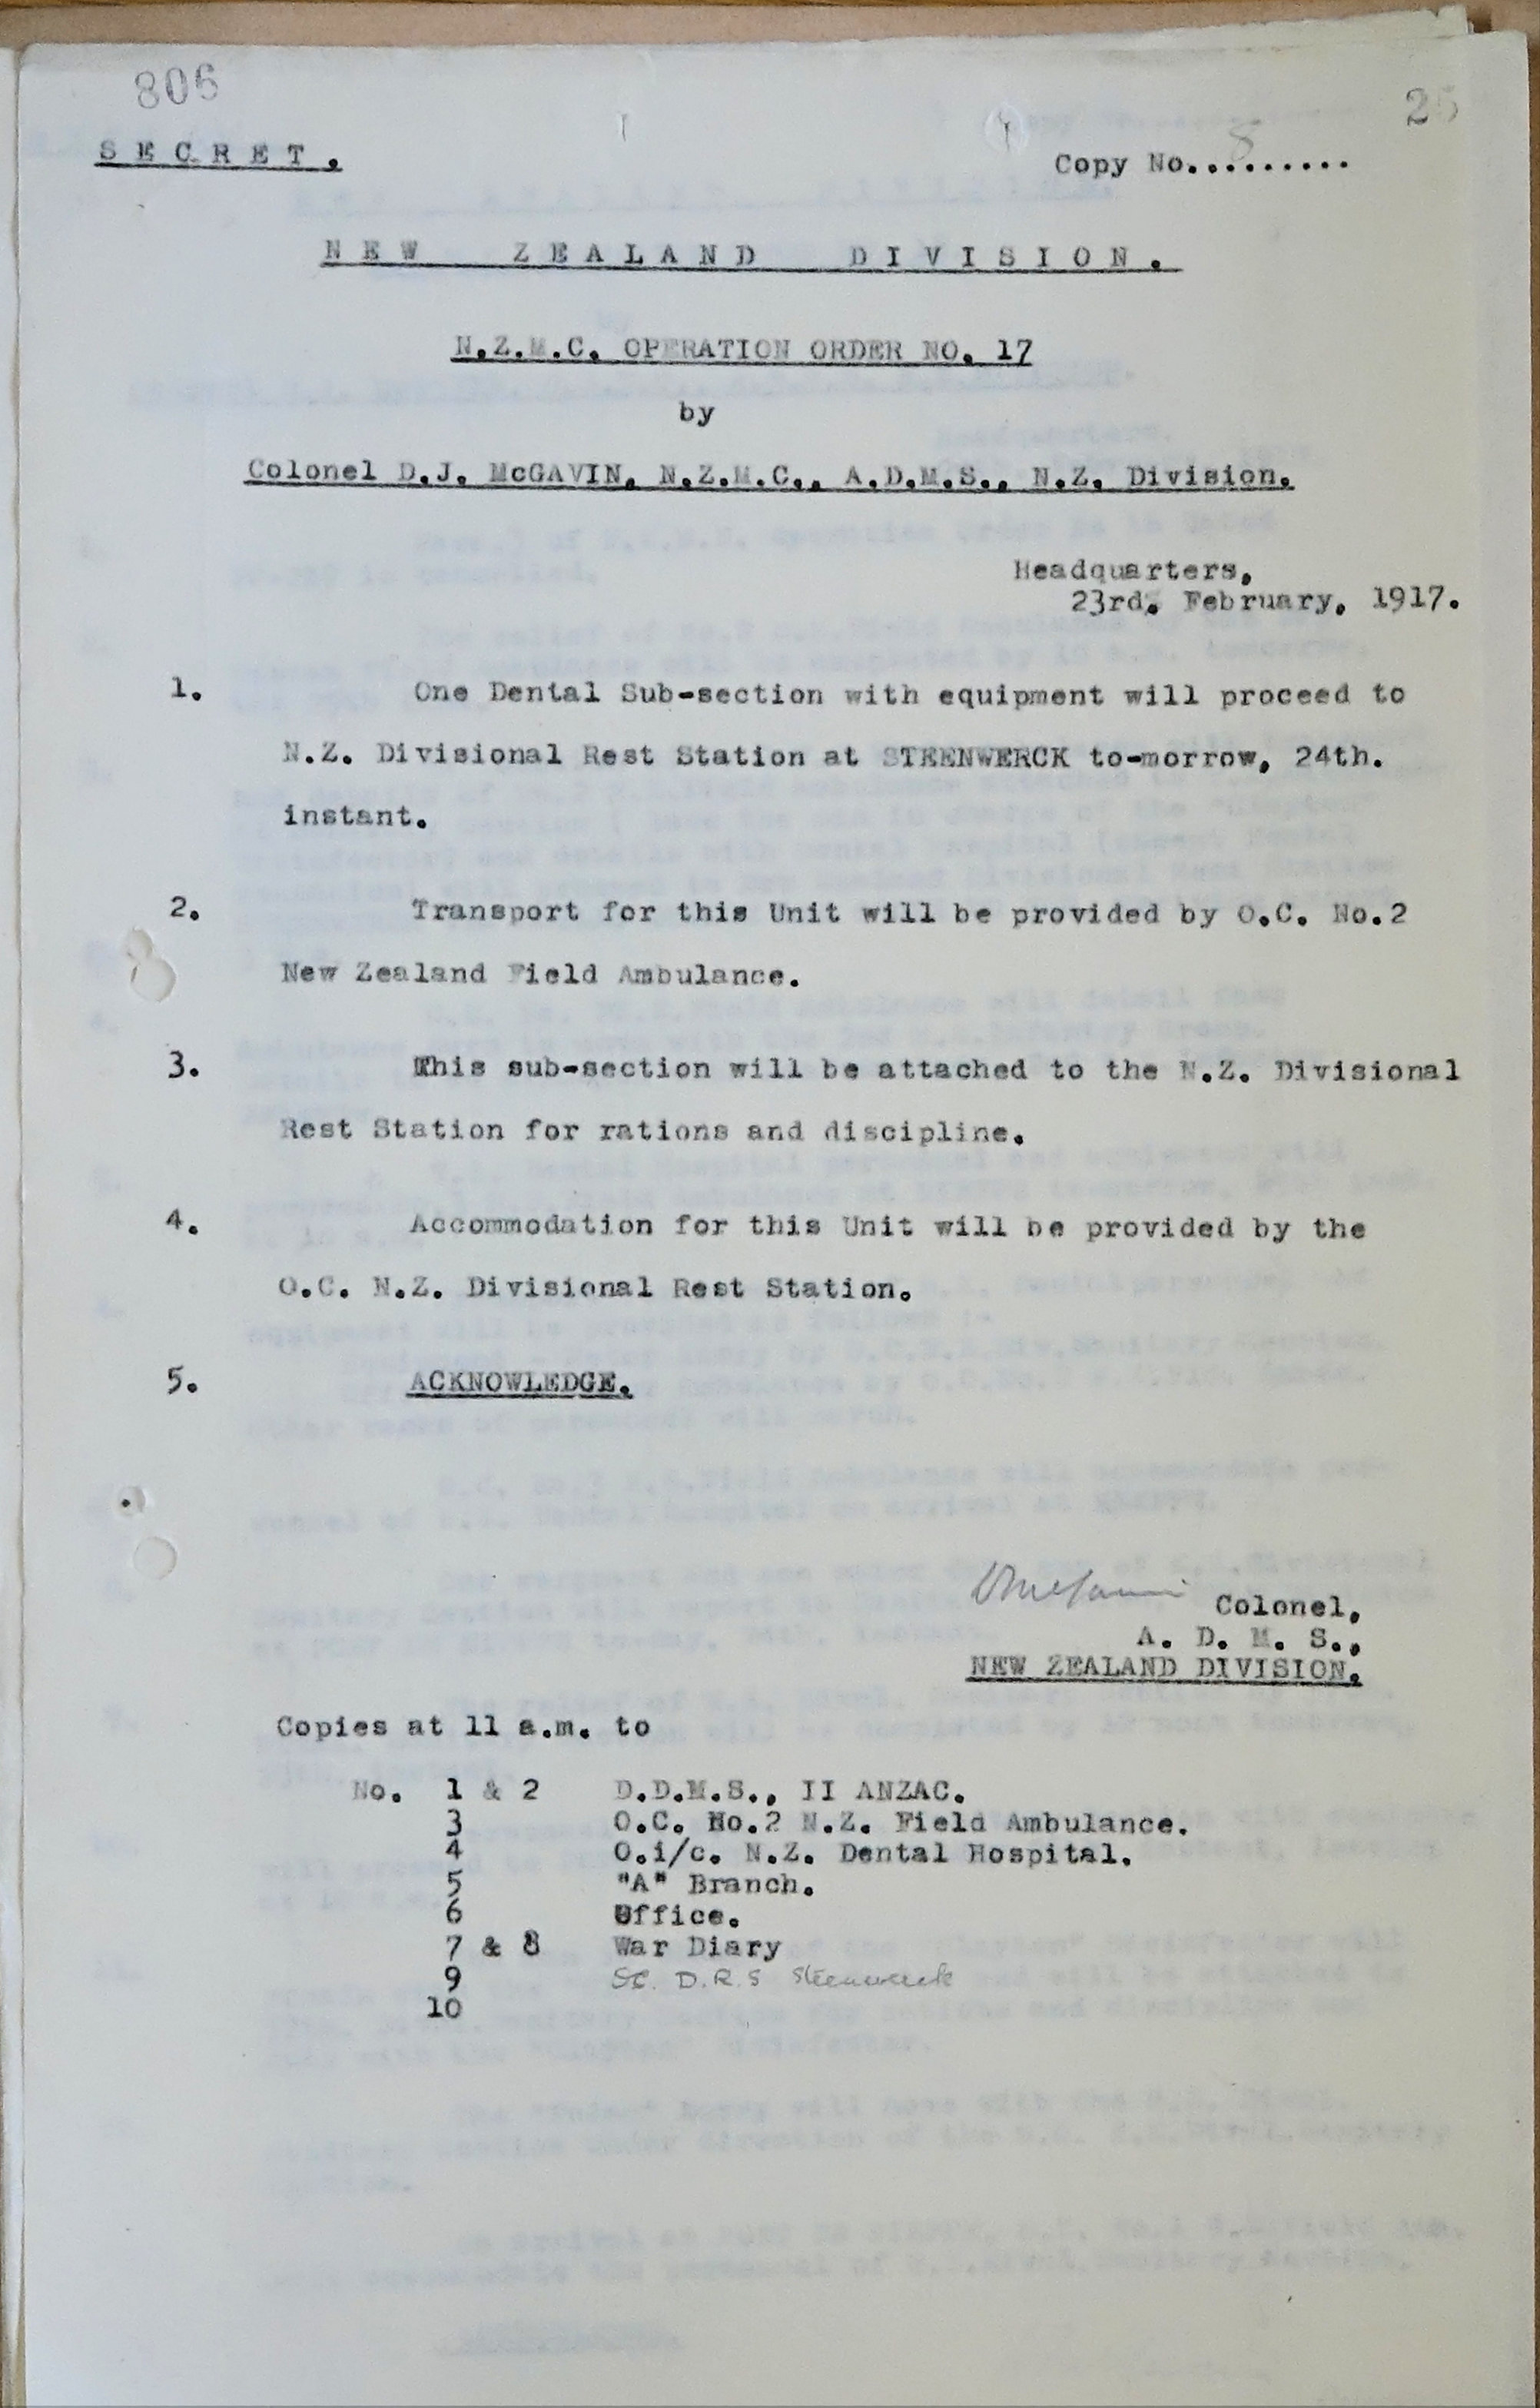 806
25
SECRET.
Copy No..8.......
NEW ZEALAND DIVISION.
N.Z.M.C. OPERATION ORDER NO. 17
by
Colonel D.J. McGAVIN, N.Z.M.C., A.D.M.S., N.Z. Division.
Headquarters,
23rd. February, 1917.
1. One Dental Sub-section with equipment will proceed to
N.Z. Divisional Rest Station at STEENWERCK to-morrow, 24th.
instant.
2. Transport for this Unit will be provided by O.C. No.2
New Zealand Field Ambulance.
3. This sub-section will be attached to the N.Z. Divisional
Rest Station for rations and discipline.
4. Accommodation for this Unit will be provided by the
O.C. N.Z. Divisional Rest Station.
5. ACKNOWLEDGE.
Colonel,
A. D. M. S.,
NEW ZEALAND DIVISION.
Copies at 11 a.m. to
No. 1 & 2 D.D.M.S., II ANZAC.
3 O.C. No.2 N.Z. Field Ambulance.
4 O.i/c. N.Z. Dental Hospital.
5 "A" Branch.
6 Office.
7 & 8 War Diary
9 D.R.S Steenwerck
10